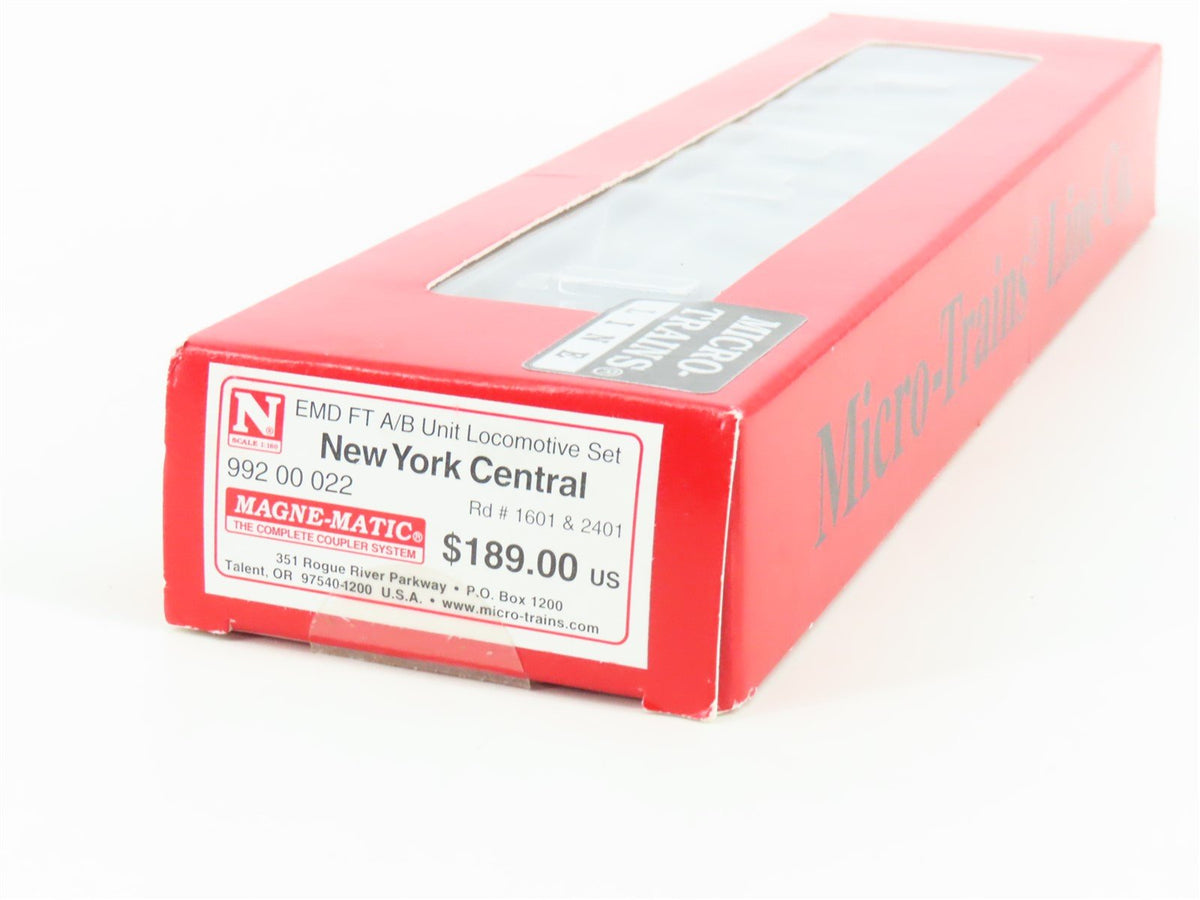 MICRO-
TRAINS®
LINE
Micro-Trains® Line Co.
N®
SCALE 1:160
EMD FT A/B Unit Locomotive Set
New York Central
992 00 022
Rd # 1601 & 2401
MAGNE-MATIC®
THE COMPLETE COUPLER SYSTEM
$189.00 US
351 Rogue River Parkway • P.O. Box 1200
Talent, OR 97540-1200 U.S.A. • www.micro-trains.com